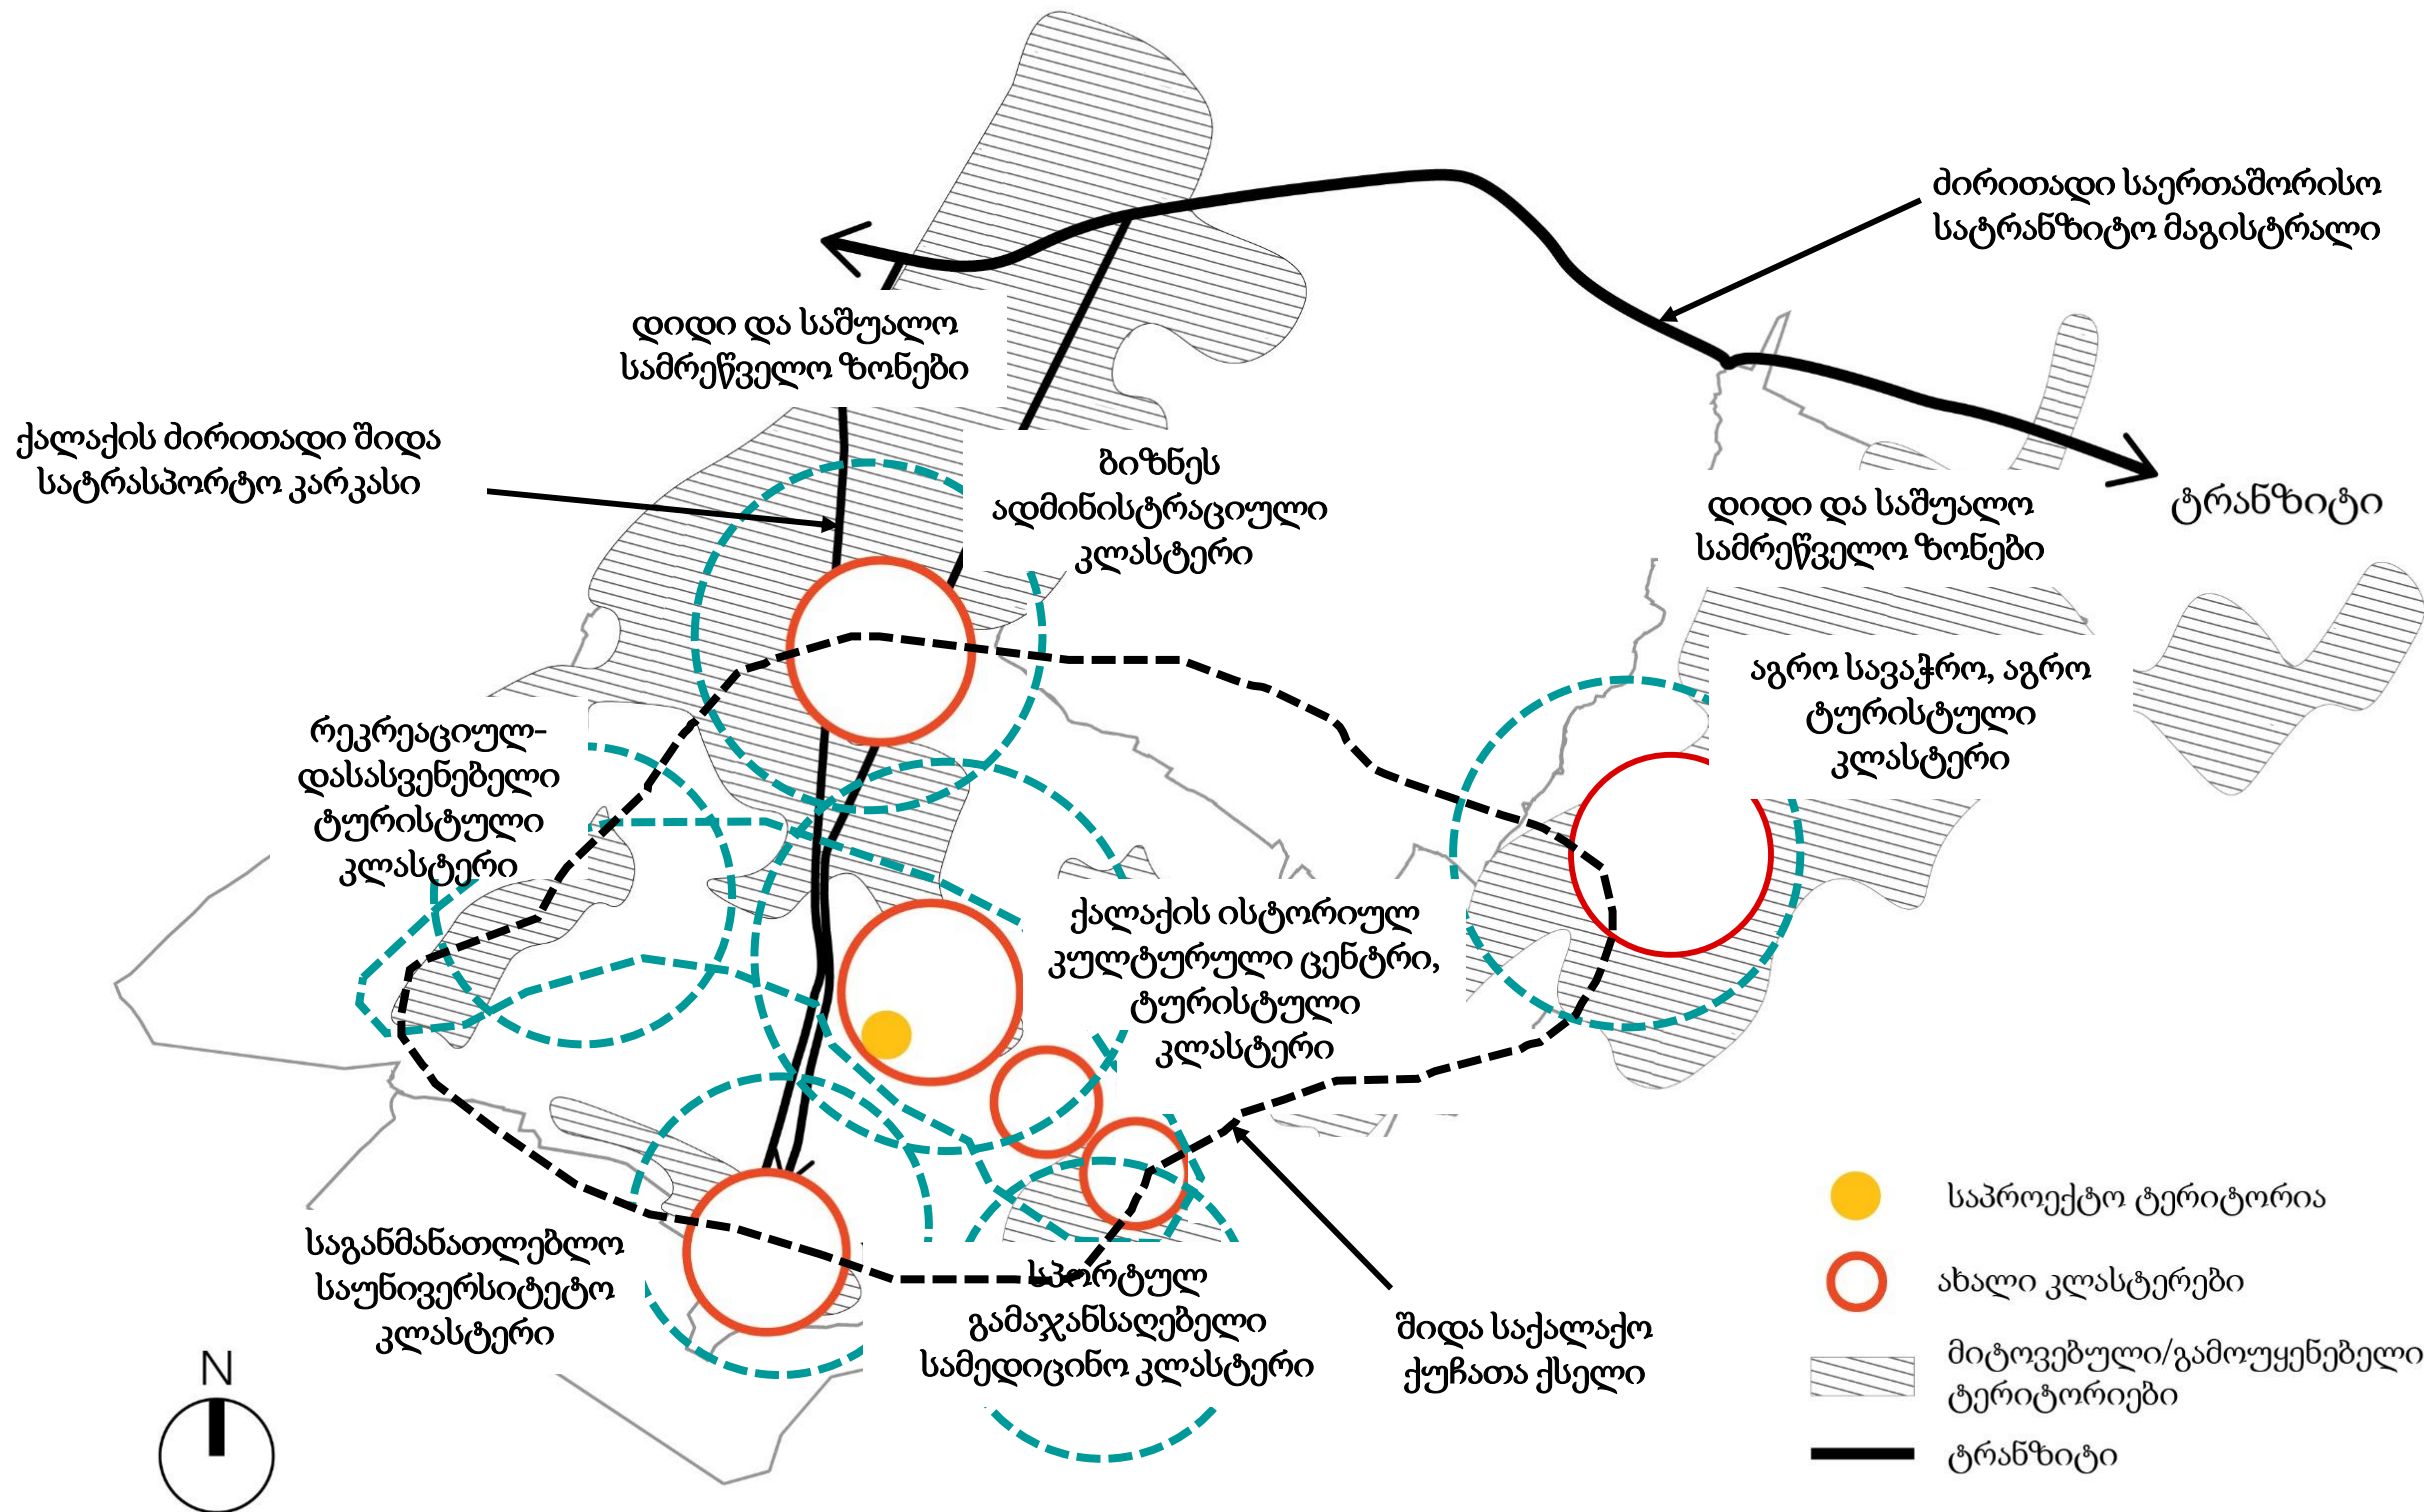 ძირითადი საერთაშორისო
სატრანზიტო მაგისტრალი
დიდი და საშუალო
სამრეწველო ზონები
ქალაქის ძირითადი შიდა
სატრასპორტო კარკასი
ბიზნეს
ადმინისტრაციული
კლასტერი
დიდი და საშუალო
სამრეწველო ზონები
ტრანზიტი
აგრო სავაჭრო, აგრო
ტურისტული
კლასტერი
რეკრეაციულ-
დასასვენებელი
ტურისტული
კლასტერი
ქალაქის ისტორიულ
კულტურული ცენტრი,
ტურისტული
კლასტერი
საგანმანათლებლო
საუნივერსიტეტო
კლასტერი
სპორტულ
გამაჯანსაღებელი
სამედიცინო კლასტერი
შიდა საქალაქო
ქუჩათა ქსელი
N
საპროექტო ტერიტორია
ახალი კლასტერები
მიტოვებული/გამოუყენებელი
ტერიტორიები
ტრანზიტი